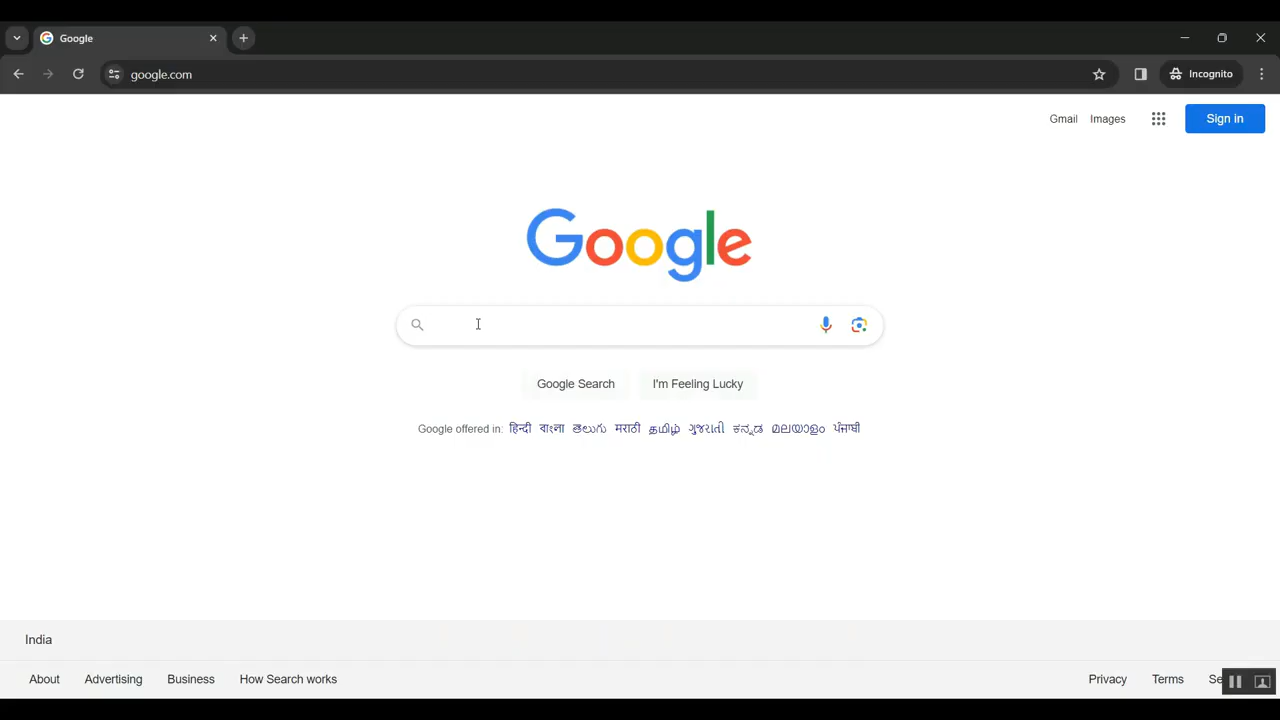 Google
google.com
Incognito
Gmail Images Sign in
Google
Google Search I'm Feeling Lucky
Google offered in: हिन्दी বাংলা తెలుగు मराठी தமிழ் ગુજરાતી ಕನ್ನಡ മലയാളം ਪੰਜਾਬੀ
India
About Advertising Business How Search works Privacy Terms Se